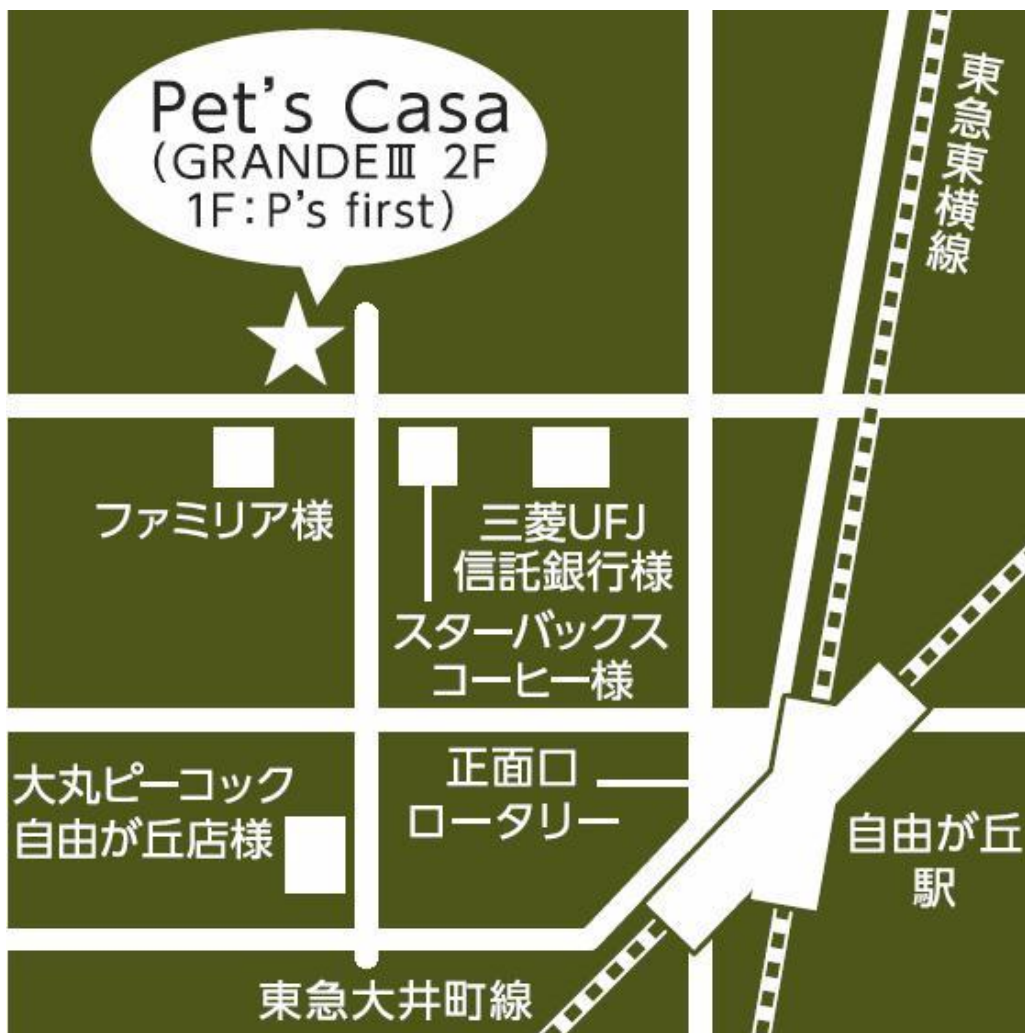 Pet's Casa
(GRANDEⅢ 2F
1F:P's first)
東急東横線
ファミリア様
三菱UFJ
信託銀行様
スターバックス
コーヒー様
大丸ピーコック
自由が丘店様
正面口
ロータリー
自由が丘
駅
東急大井町線